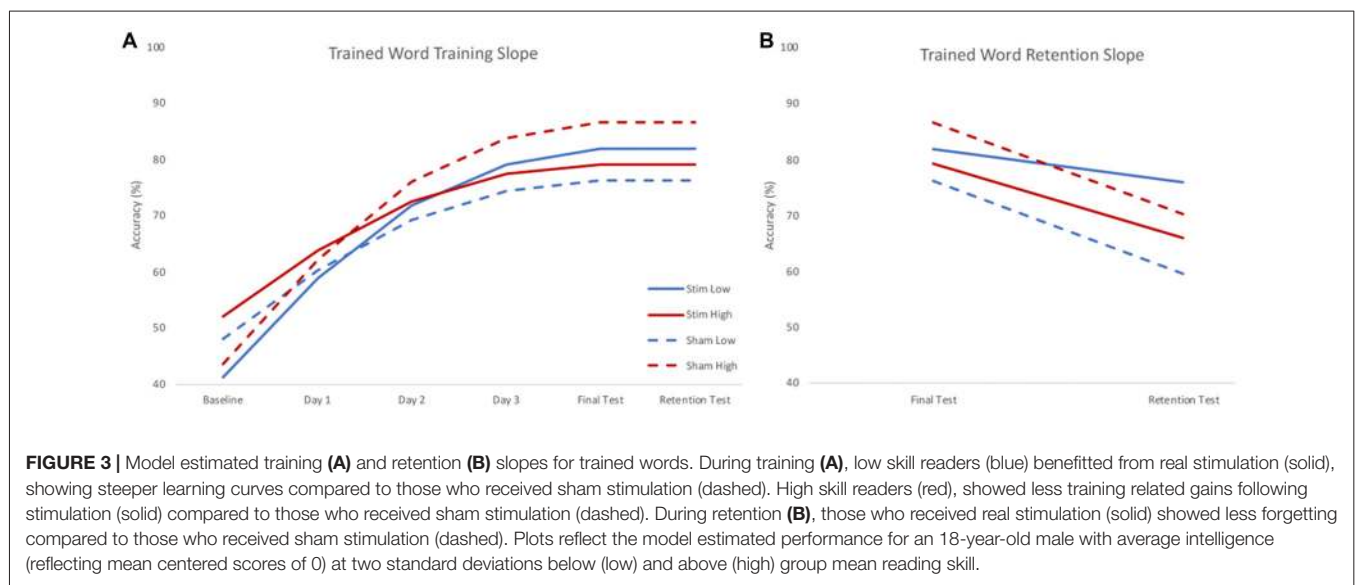 A
Trained Word Training Slope
100
90
80
70
60
50
40
Accuracy (%)
Baseline Day 1 Day 2 Day 3 Final Test Retention Test
Stim Low
Stim High
Sham Low
Sham High
B
Trained Word Retention Slope
100
90
80
70
60
50
40
Accuracy (%)
Final Test Retention Test
FIGURE 3 | Model estimated training (A) and retention (B) slopes for trained words. During training (A), low skill readers (blue) benefitted from real stimulation (solid),
showing steeper learning curves compared to those who received sham stimulation (dashed). High skill readers (red), showed less training related gains following
stimulation (solid) compared to those who received sham stimulation (dashed). During retention (B), those who received real stimulation (solid) showed less forgetting
compared to those who received sham stimulation (dashed). Plots reflect the model estimated performance for an 18-year-old male with average intelligence
(reflecting mean centered scores of 0) at two standard deviations below (low) and above (high) group mean reading skill.